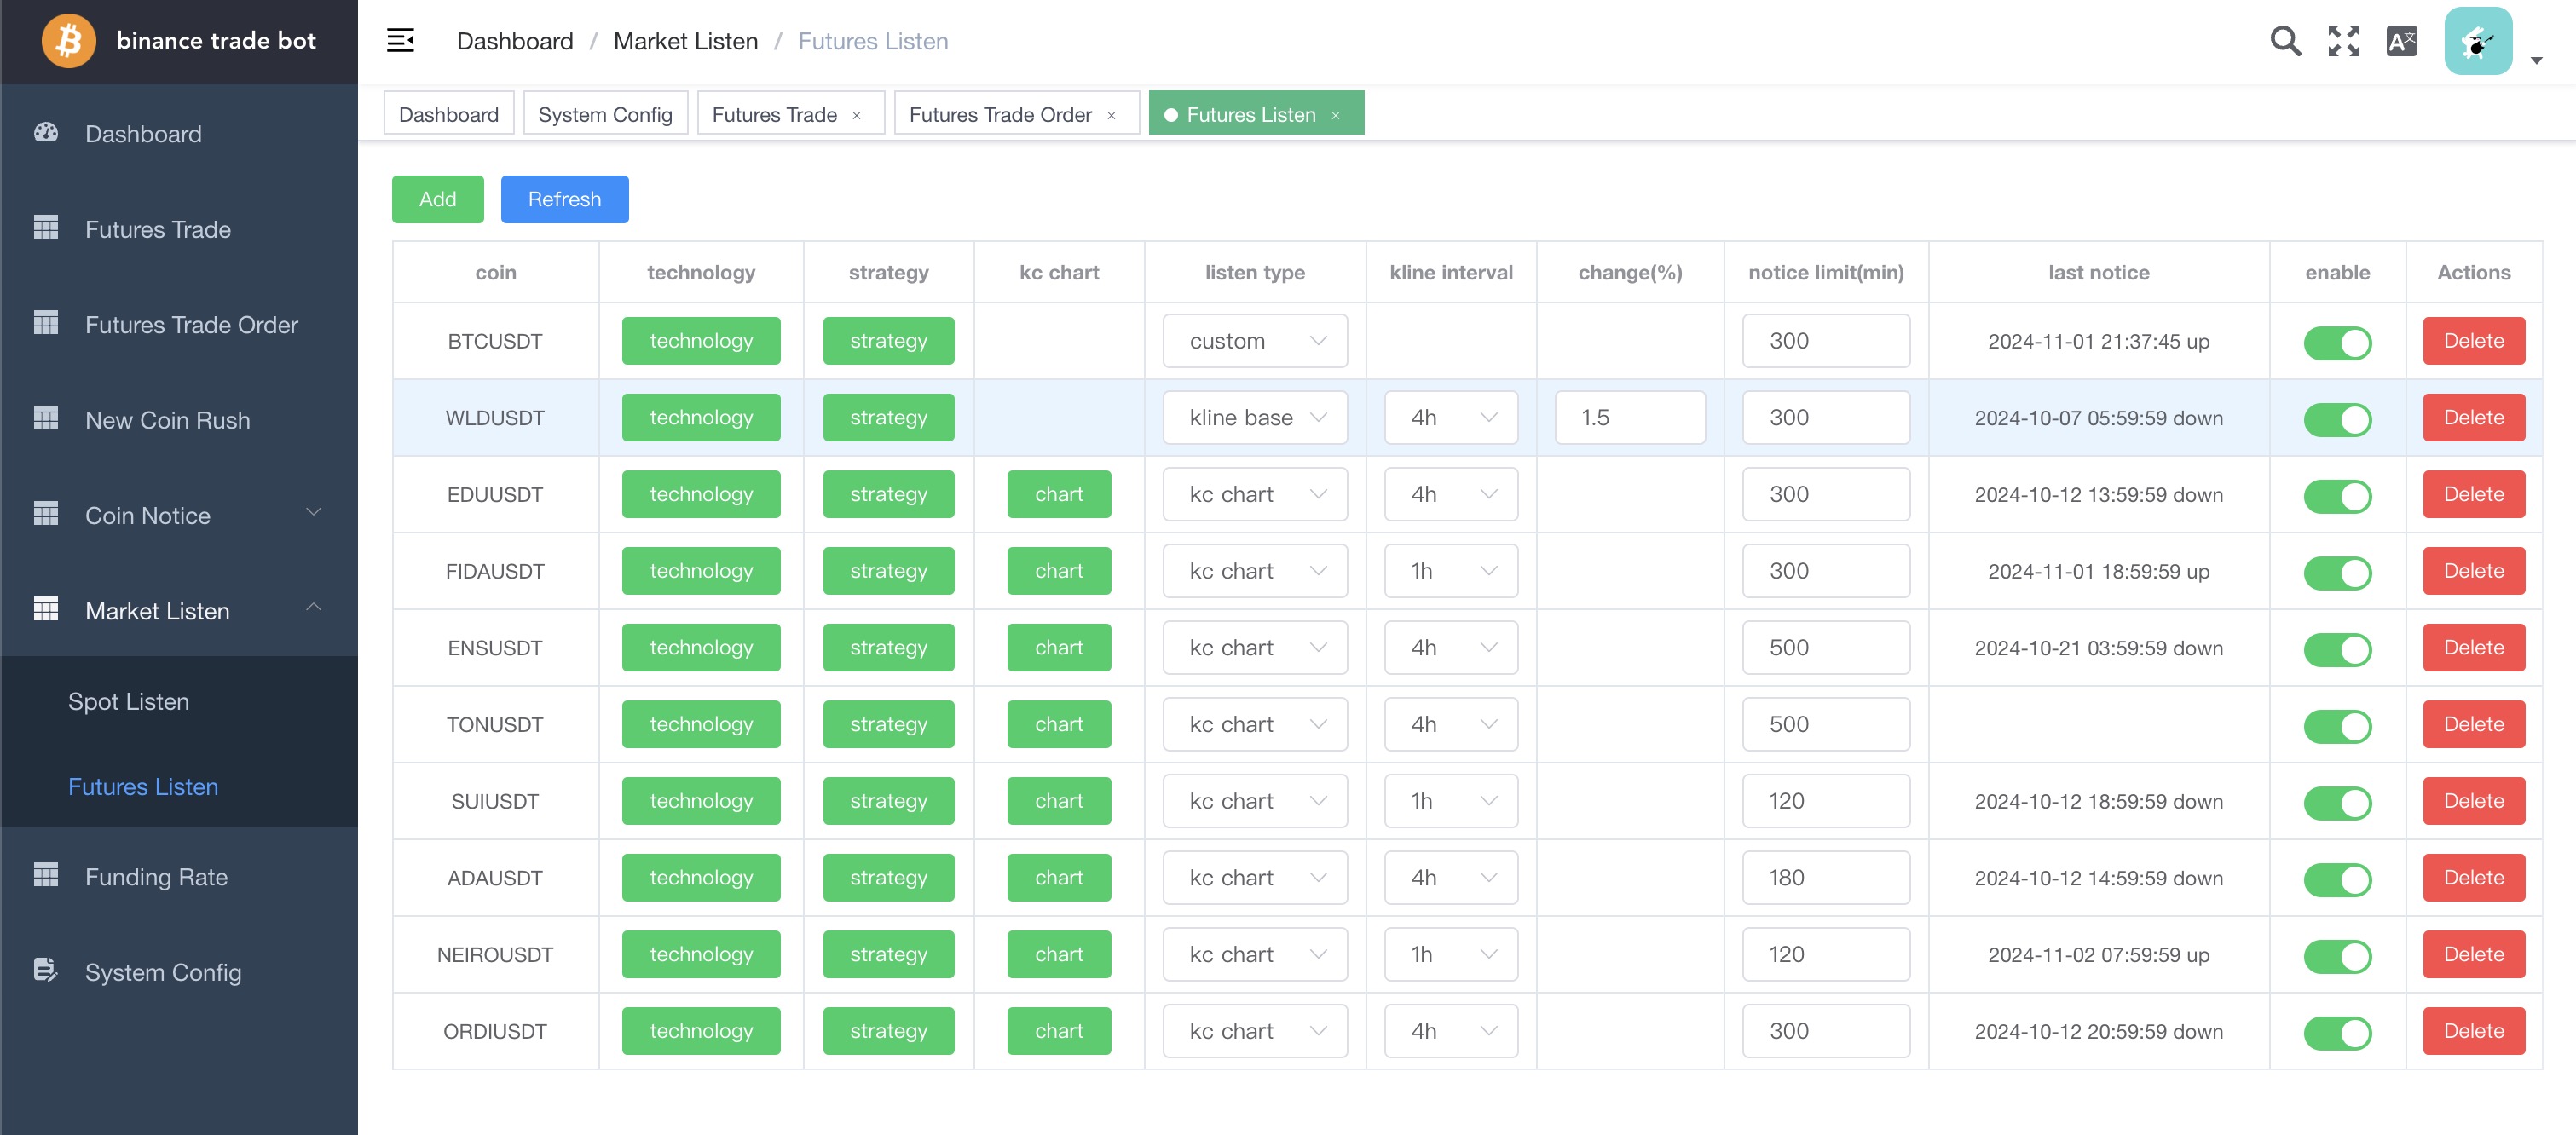 binance trade bot
Dashboard / Market Listen / Futures Listen
Dashboard
Futures Trade
Futures Trade Order
New Coin Rush
Coin Notice
Market Listen
Spot Listen
Futures Listen
Funding Rate
System Config
Dashboard System Config Futures Trade × Futures Trade Order × Futures Listen ×
Add Refresh
coin technology strategy kc chart listen type kline interval change(%) notice limit(min) last notice enable Actions
BTCUSDT technology strategy custom 300 2024-11-01 21:37:45 up Delete
WLDUSDT technology strategy kline base 4h 1.5 300 2024-10-07 05:59:59 down Delete
EDUUSDT technology strategy chart kc chart 4h 300 2024-10-12 13:59:59 down Delete
FIDAUSDT technology strategy chart kc chart 1h 300 2024-11-01 18:59:59 up Delete
ENSUSDT technology strategy chart kc chart 4h 500 2024-10-21 03:59:59 down Delete
TONUSDT technology strategy chart kc chart 4h 500 Delete
SUIUSDT technology strategy chart kc chart 1h 120 2024-10-12 18:59:59 down Delete
ADAUSDT technology strategy chart kc chart 4h 180 2024-10-12 14:59:59 down Delete
NEIROUSDT technology strategy chart kc chart 1h 120 2024-11-02 07:59:59 up Delete
ORDIUSDT technology strategy chart kc chart 4h 300 2024-10-12 20:59:59 down Delete